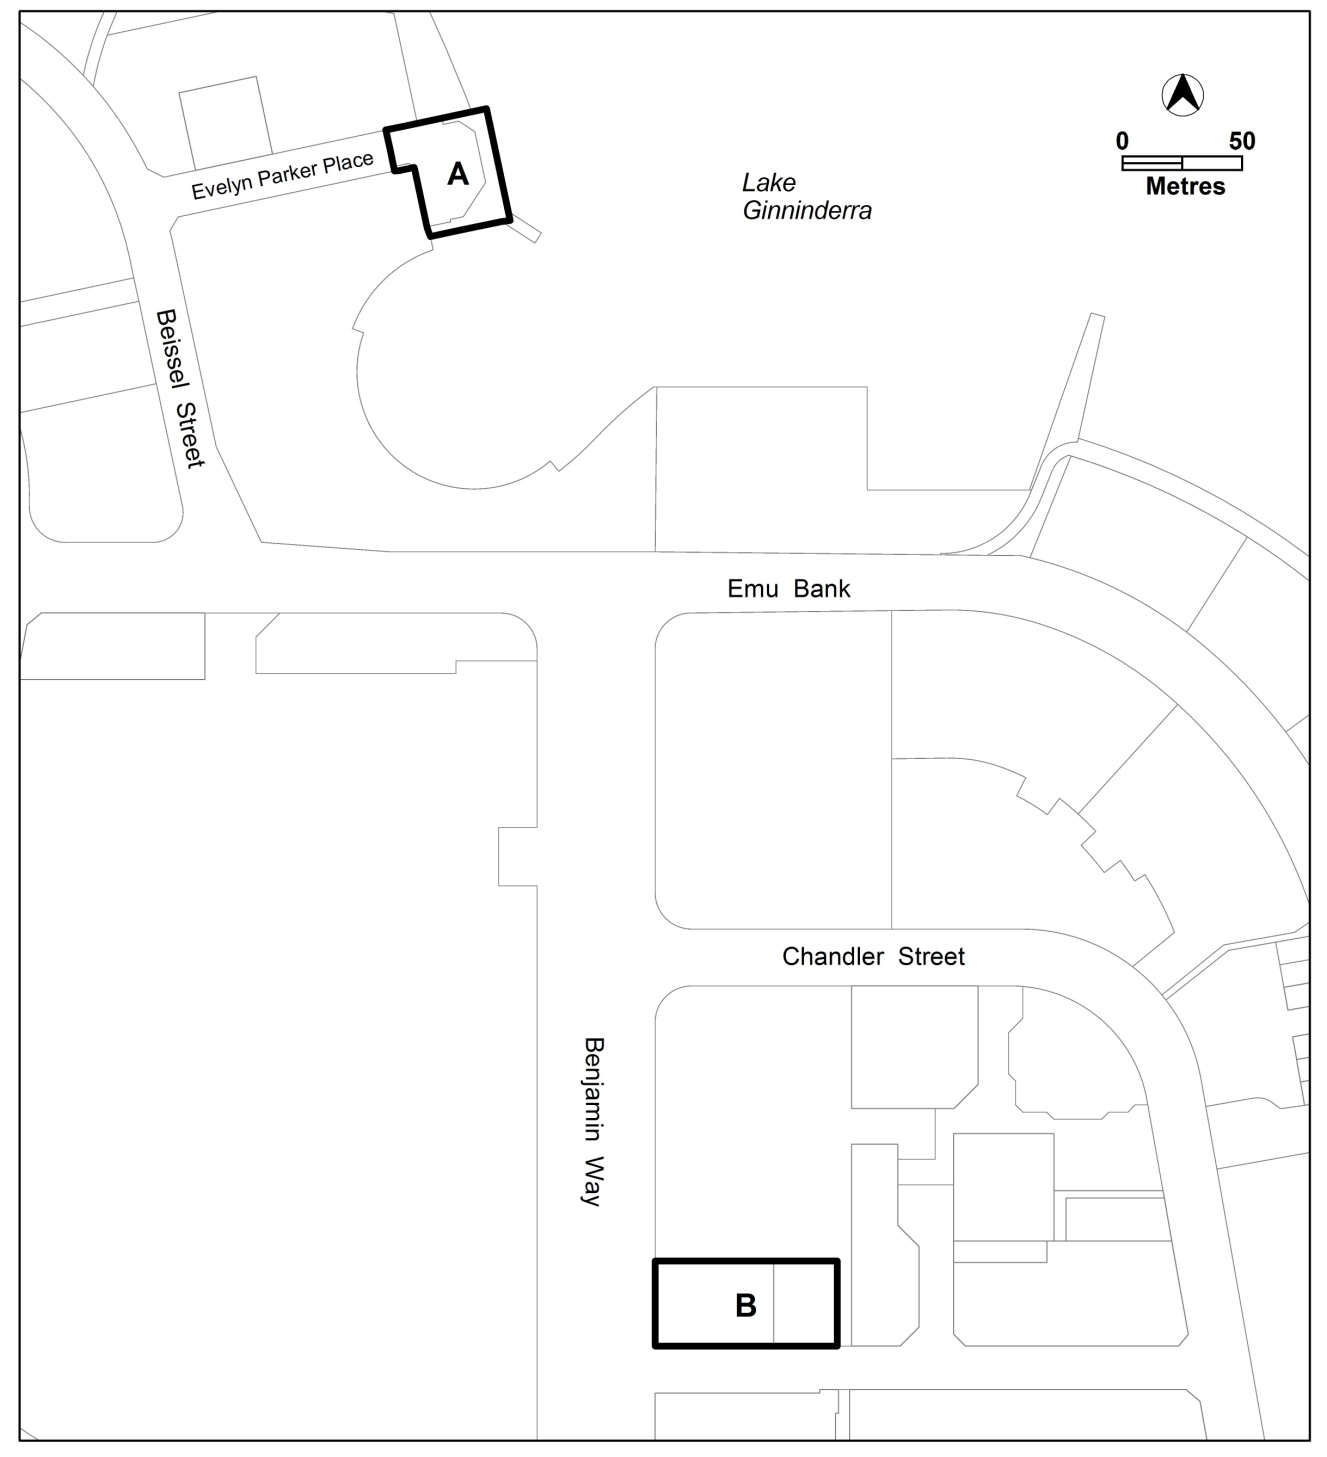 0 50
Metres
Evelyn Parker Place
A
Lake
Ginninderra
Beissel Street
Emu Bank
Chandler Street
Benjamin Way
B